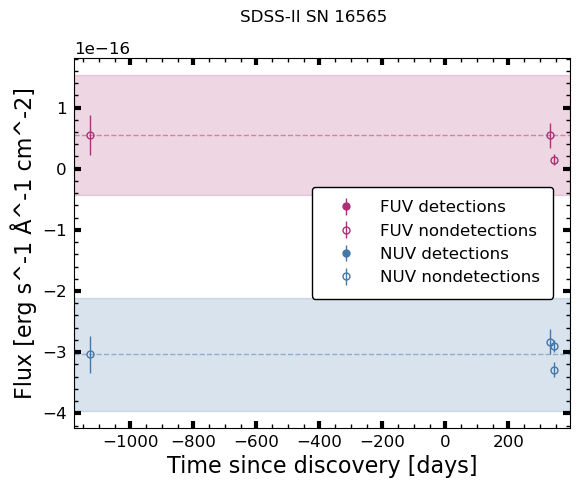 SDSS-II SN 16565
1e−16
1
0
−1
−2
−3
−4
Flux [erg s^-1 Å^-1 cm^-2]
FUV detections
FUV nondetections
NUV detections
NUV nondetections
−1000 −800 −600 −400 −200 0 200
Time since discovery [days]